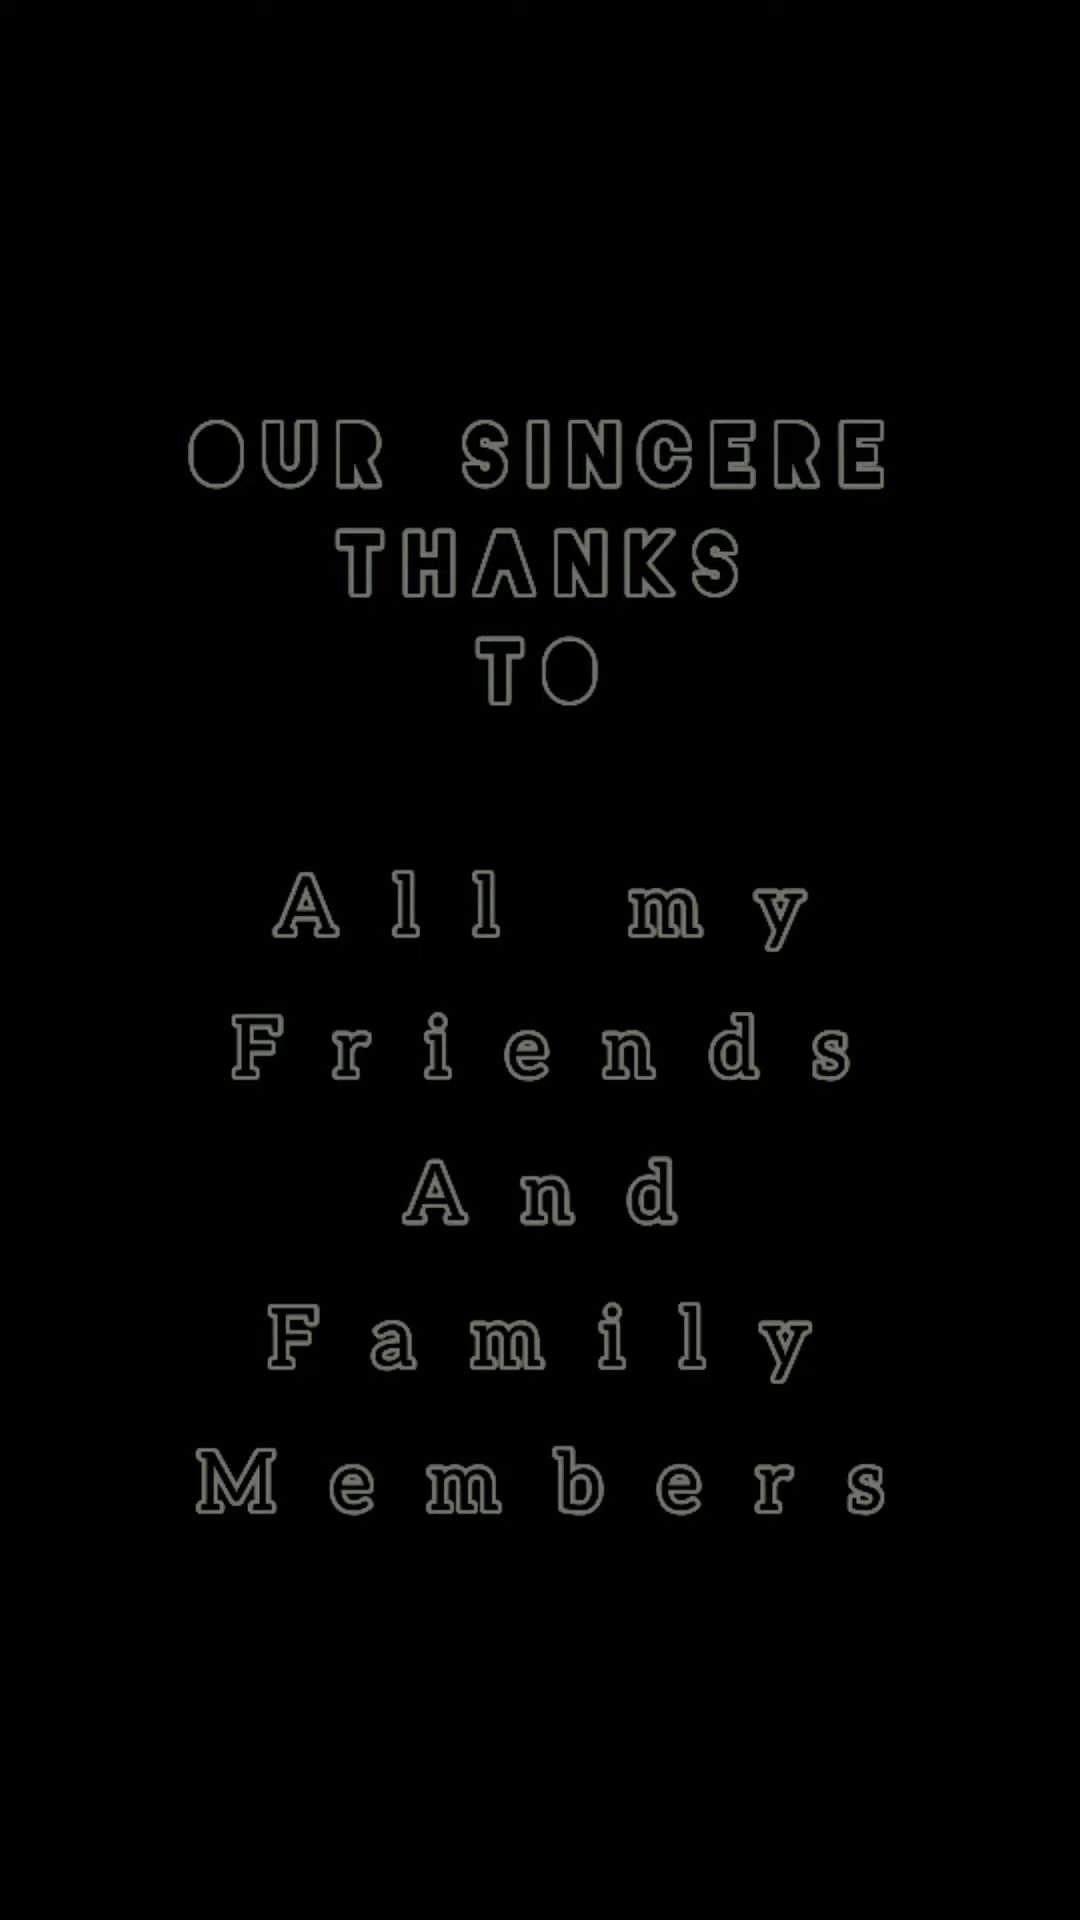 OUR SINCERE
THANKS
TO
All my
Friends
And
Family
Members